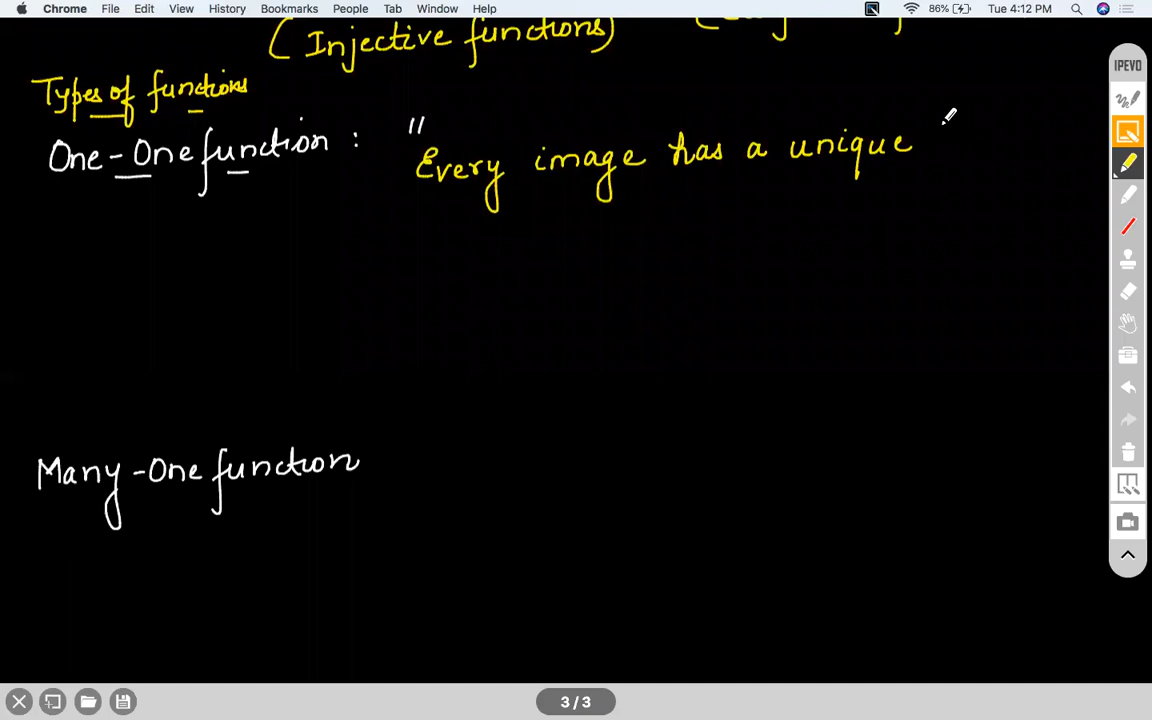 Chrome File Edit View History Bookmarks People Tab Window Help 86% Tue 4:12 PM
(Injective functions)
IPEVO
Types of functions
One-One function : " Every image has a unique
Many-One function
3/3